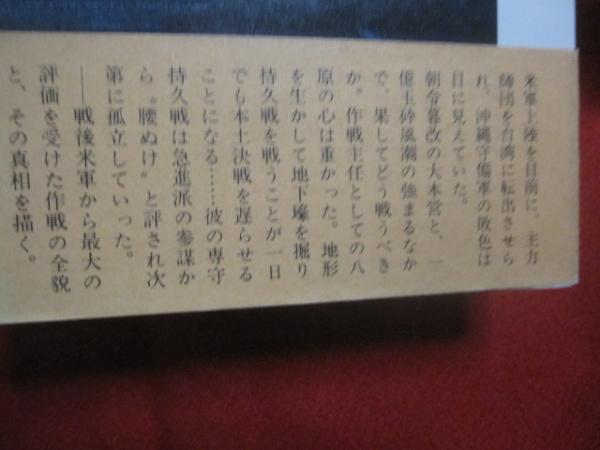 米軍上陸を目前に、主力
師団を台湾に転出させら
れ、沖縄守備軍の敗色は
目に見えていた。
朝令暮改の大本営と、一
億玉砕風潮の強まるなか
で、果してどう戦うべき
か。作戦主任としての八
原の心は重かった。地形
を生かして地下壕を掘り
持久戦を戦うことが一日
でも本土決戦を遅らせる
ことになる……彼の専守
持久戦は急進派の参謀か
ら〝腰ぬけ〟と評され次
第に孤立していった。
――戦後米軍から最大の
評価を受けた作戦の全貌
と、その真相を描く。